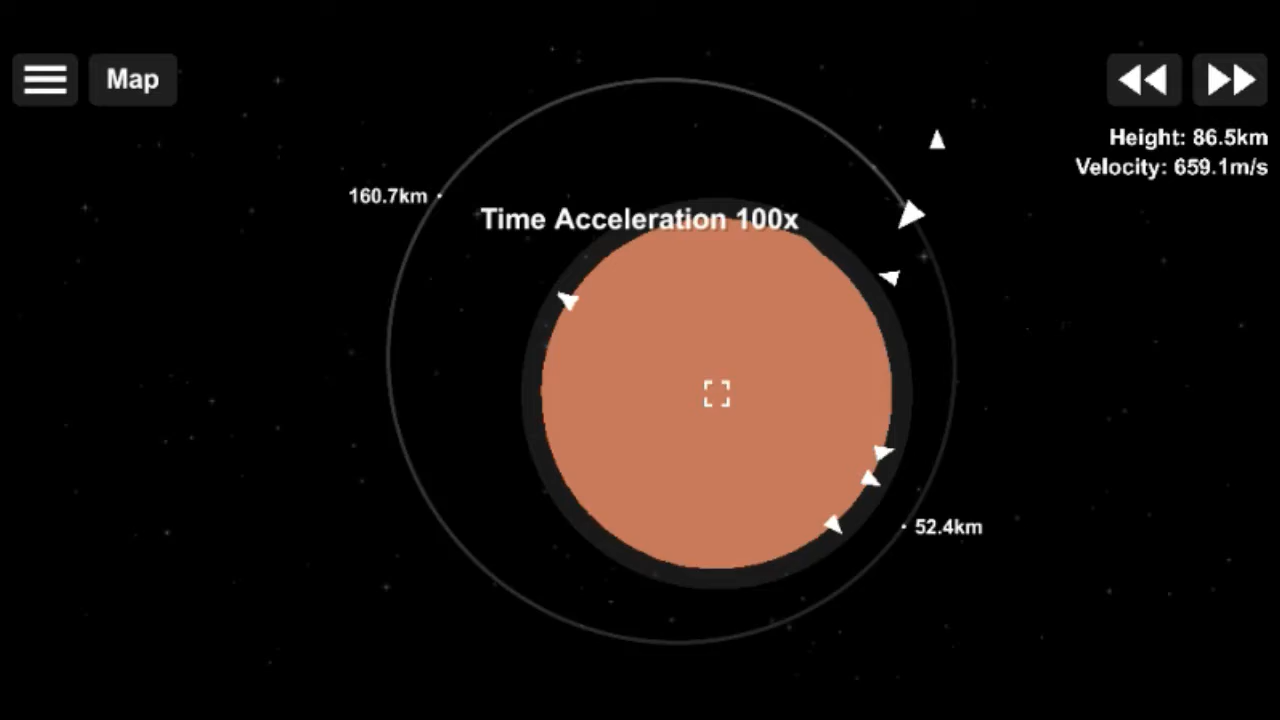 Map
Height: 86.5km
Velocity: 659.1m/s
160.7km
Time Acceleration 100x
52.4km